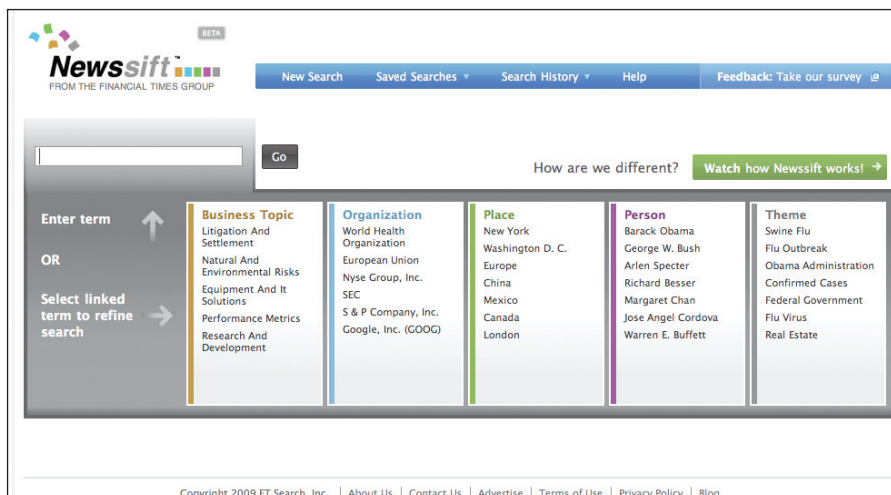 BETA
Newssift™
FROM THE FINANCIAL TIMES GROUP
New Search Saved Searches Search History Help Feedback: Take our survey
Go
How are we different? Watch how Newssift works!
Enter term
OR
Select linked
term to refine
search
Business Topic
Litigation And
Settlement
Natural And
Environmental Risks
Equipment And It
Solutions
Performance Metrics
Research And
Development
Organization
World Health
Organization
European Union
Nyse Group, Inc.
SEC
S & P Company, Inc.
Google, Inc. (GOOG)
Place
New York
Washington D. C.
Europe
China
Mexico
Canada
London
Person
Barack Obama
George W. Bush
Arlen Specter
Richard Besser
Margaret Chan
Jose Angel Cordova
Warren E. Buffett
Theme
Swine Flu
Flu Outbreak
Obama Administration
Confirmed Cases
Federal Government
Flu Virus
Real Estate
Copyright 2009 FT Search, Inc. | About Us | Contact Us | Advertise | Terms of Use | Privacy Policy | Blog